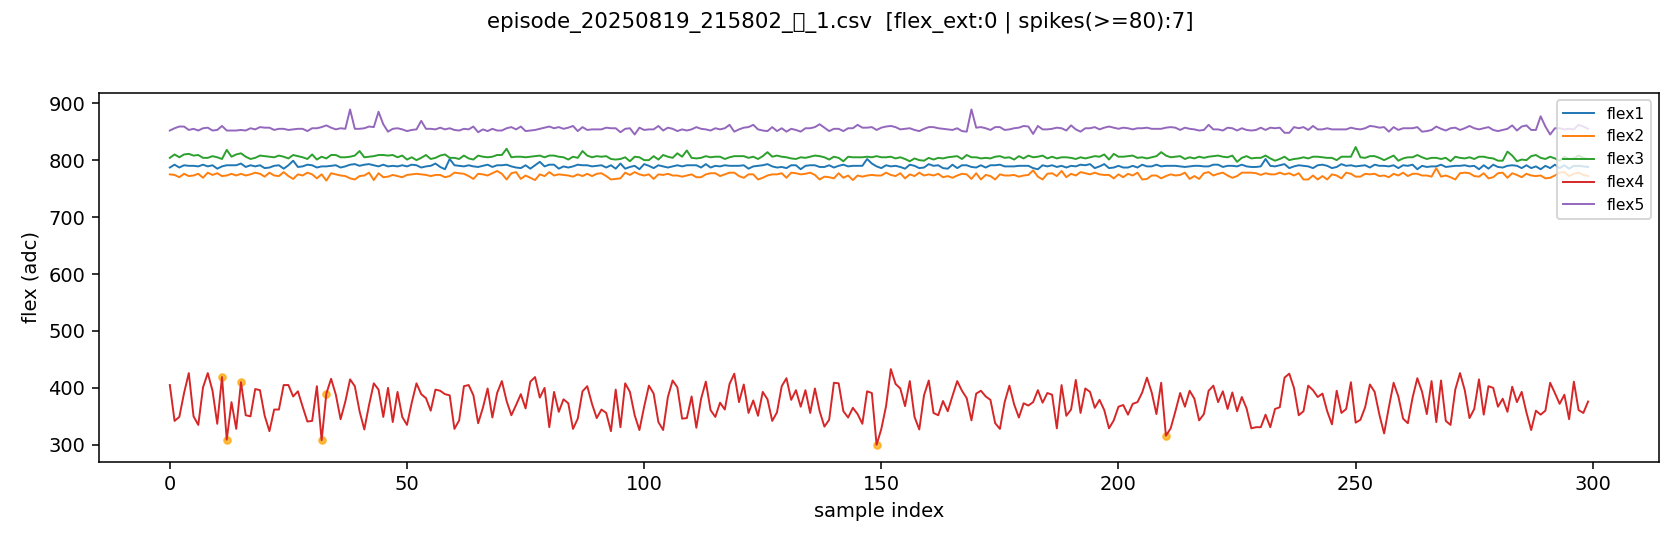 episode_20250819_215802_▯_1.csv  [flex_ext:0 | spikes(>=80):7]
900
800
700
600
500
400
300
flex (adc)
flex1
flex2
flex3
flex4
flex5
0
50
100
150
200
250
300
sample index